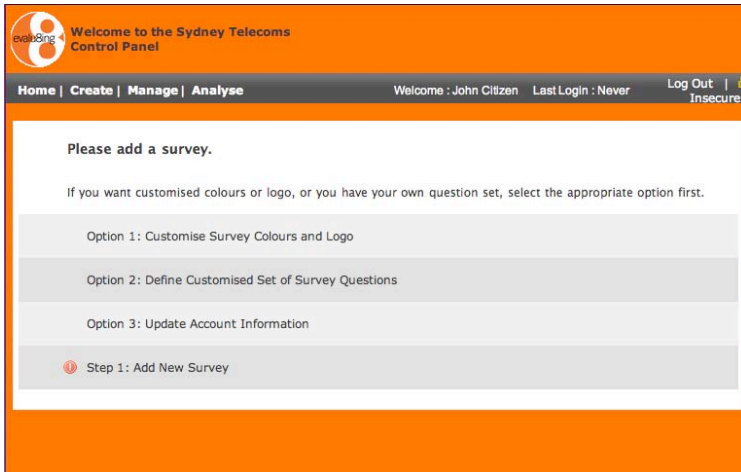 evalu8ing
Welcome to the Sydney Telecoms
Control Panel
Home | Create | Manage | Analyse Welcome : John Citizen Last Login : Never Log Out |
Insecure
Please add a survey.
If you want customised colours or logo, or you have your own question set, select the appropriate option first.
Option 1: Customise Survey Colours and Logo
Option 2: Define Customised Set of Survey Questions
Option 3: Update Account Information
Step 1: Add New Survey